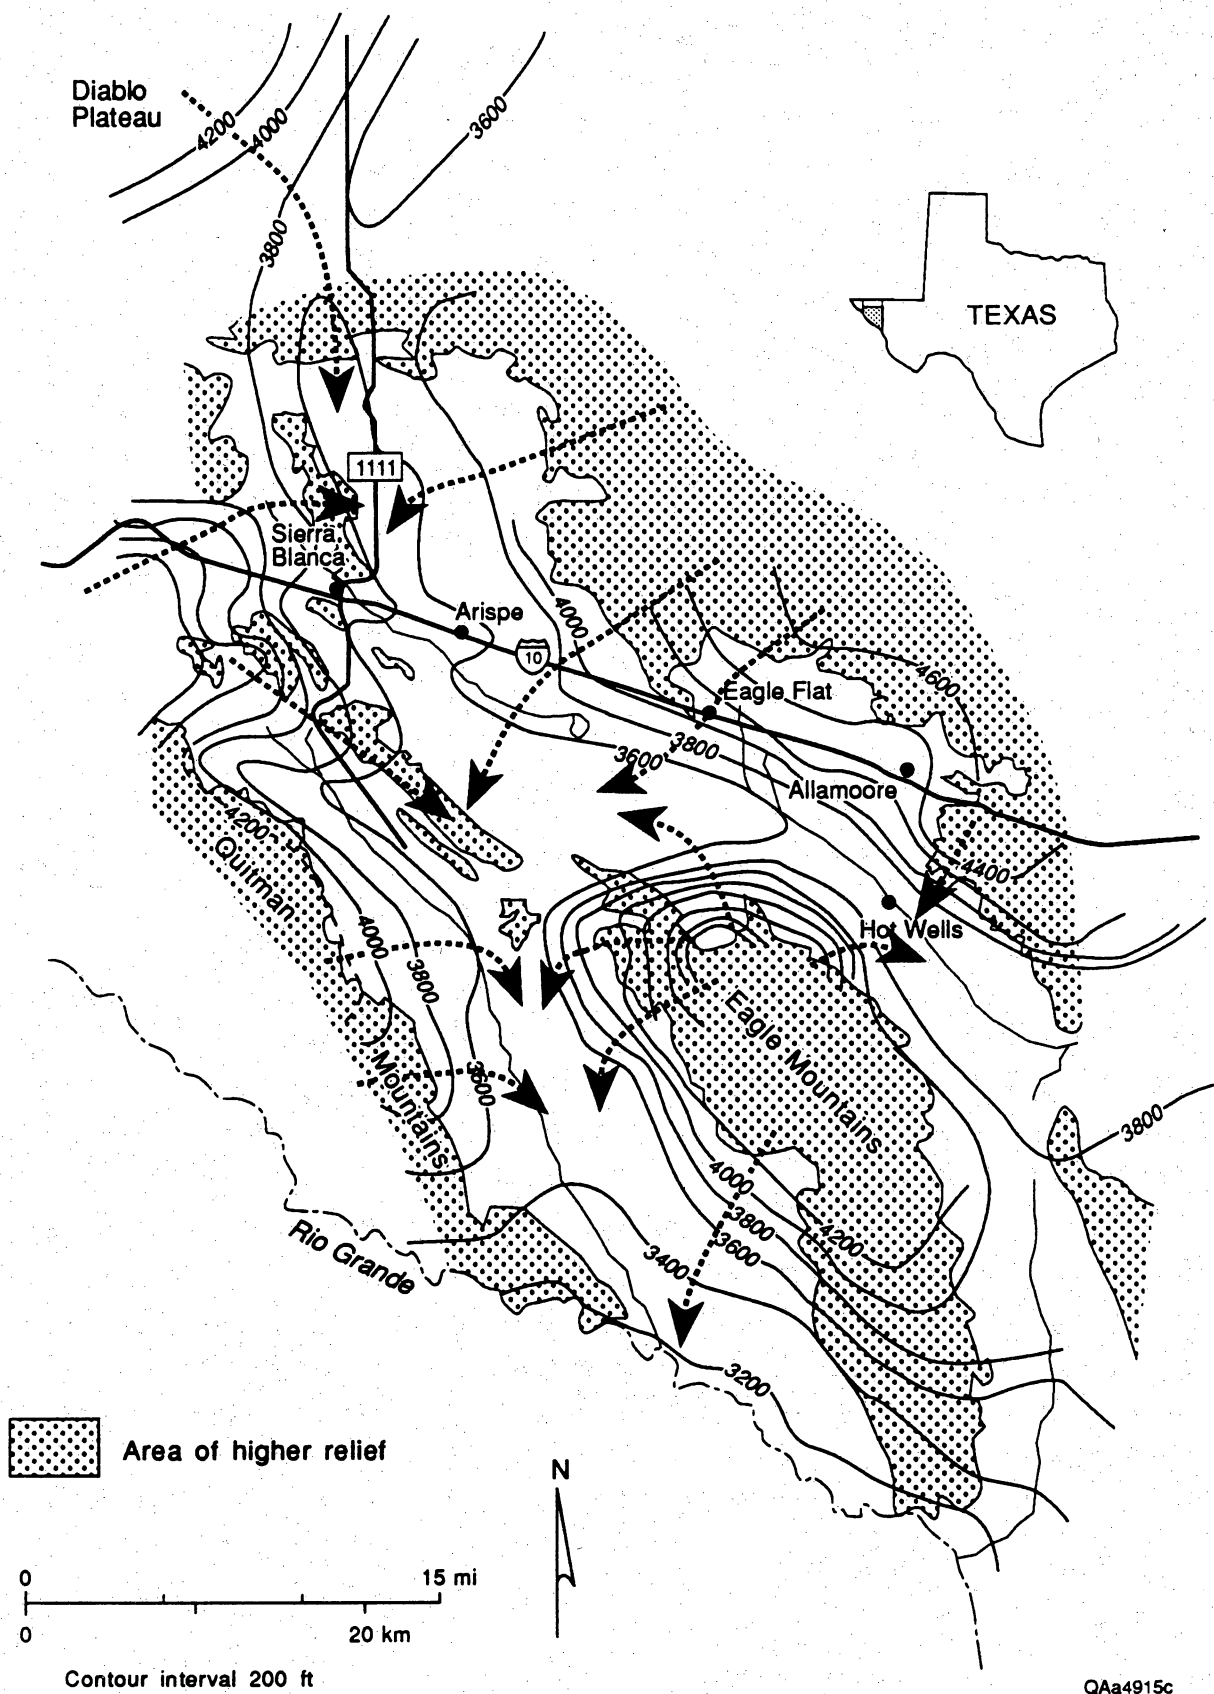 Diablo
Plateau
4200
4000
3600
3800
TEXAS
1111
Sierra
Blanca
Arispe
4000
10
4600
Eagle Flat
3800
3600
Allamoore
4200
Quitman
4400
Hot Wells
4000
3800
Eagle Mountains
Mountains
3600
3800
4000
3800
4200
3600
3400
Rio Grande
3200
Area of higher relief
N
0 15 mi
0 20 km
Contour interval 200 ft
QAa4915c